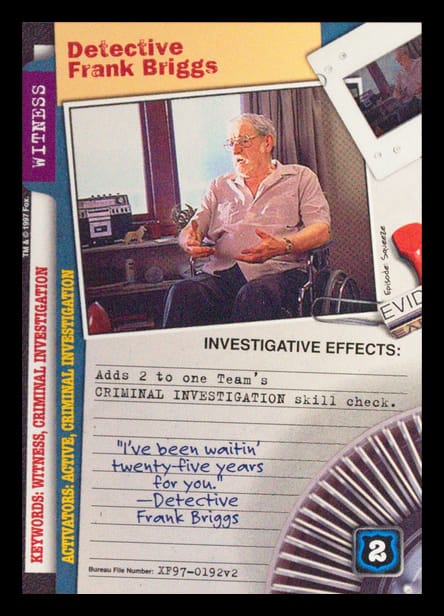 Detective
Frank Briggs
WITNESS
TM & © 1997 Fox.
KEYWORDS: WITNESS, CRIMINAL INVESTIGATION
ACTIVATORS: ACTIVE, CRIMINAL INVESTIGATION
Episode: Squeeze
EVID
INVESTIGATIVE EFFECTS:
Adds 2 to one Team's
CRIMINAL INVESTIGATION skill check.
"I've been waitin'
twenty-five years
for you."
—Detective
Frank Briggs
Bureau File Number: XF97-0192v2
2